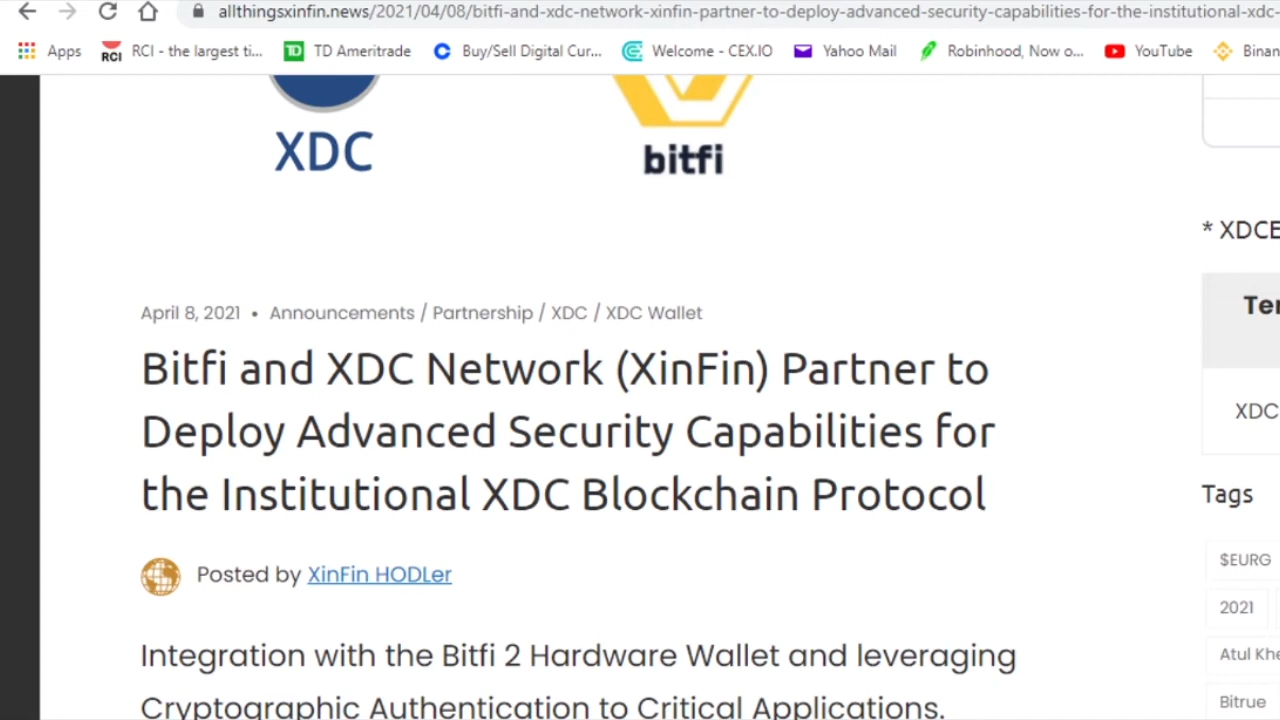 allthingsxinfin.news/2021/04/08/bitfi-and-xdc-network-xinfin-partner-to-deploy-advanced-security-capabilities-for-the-institutional-xdc-
Apps RCI RCI - the largest ti... TD TD Ameritrade Buy/Sell Digital Cur... Welcome - CEX.IO Yahoo Mail Robinhood, Now o... YouTube Binan
XDC
bitfi
* XDCE
April 8, 2021 • Announcements / Partnership / XDC / XDC Wallet
Ter
Bitfi and XDC Network (XinFin) Partner to
Deploy Advanced Security Capabilities for
XDC
the Institutional XDC Blockchain Protocol
Tags
$EURG
Posted by XinFin HODLer
2021
Integration with the Bitfi 2 Hardware Wallet and leveraging
Atul Khe
Cryptographic Authentication to Critical Applications.
Bitrue